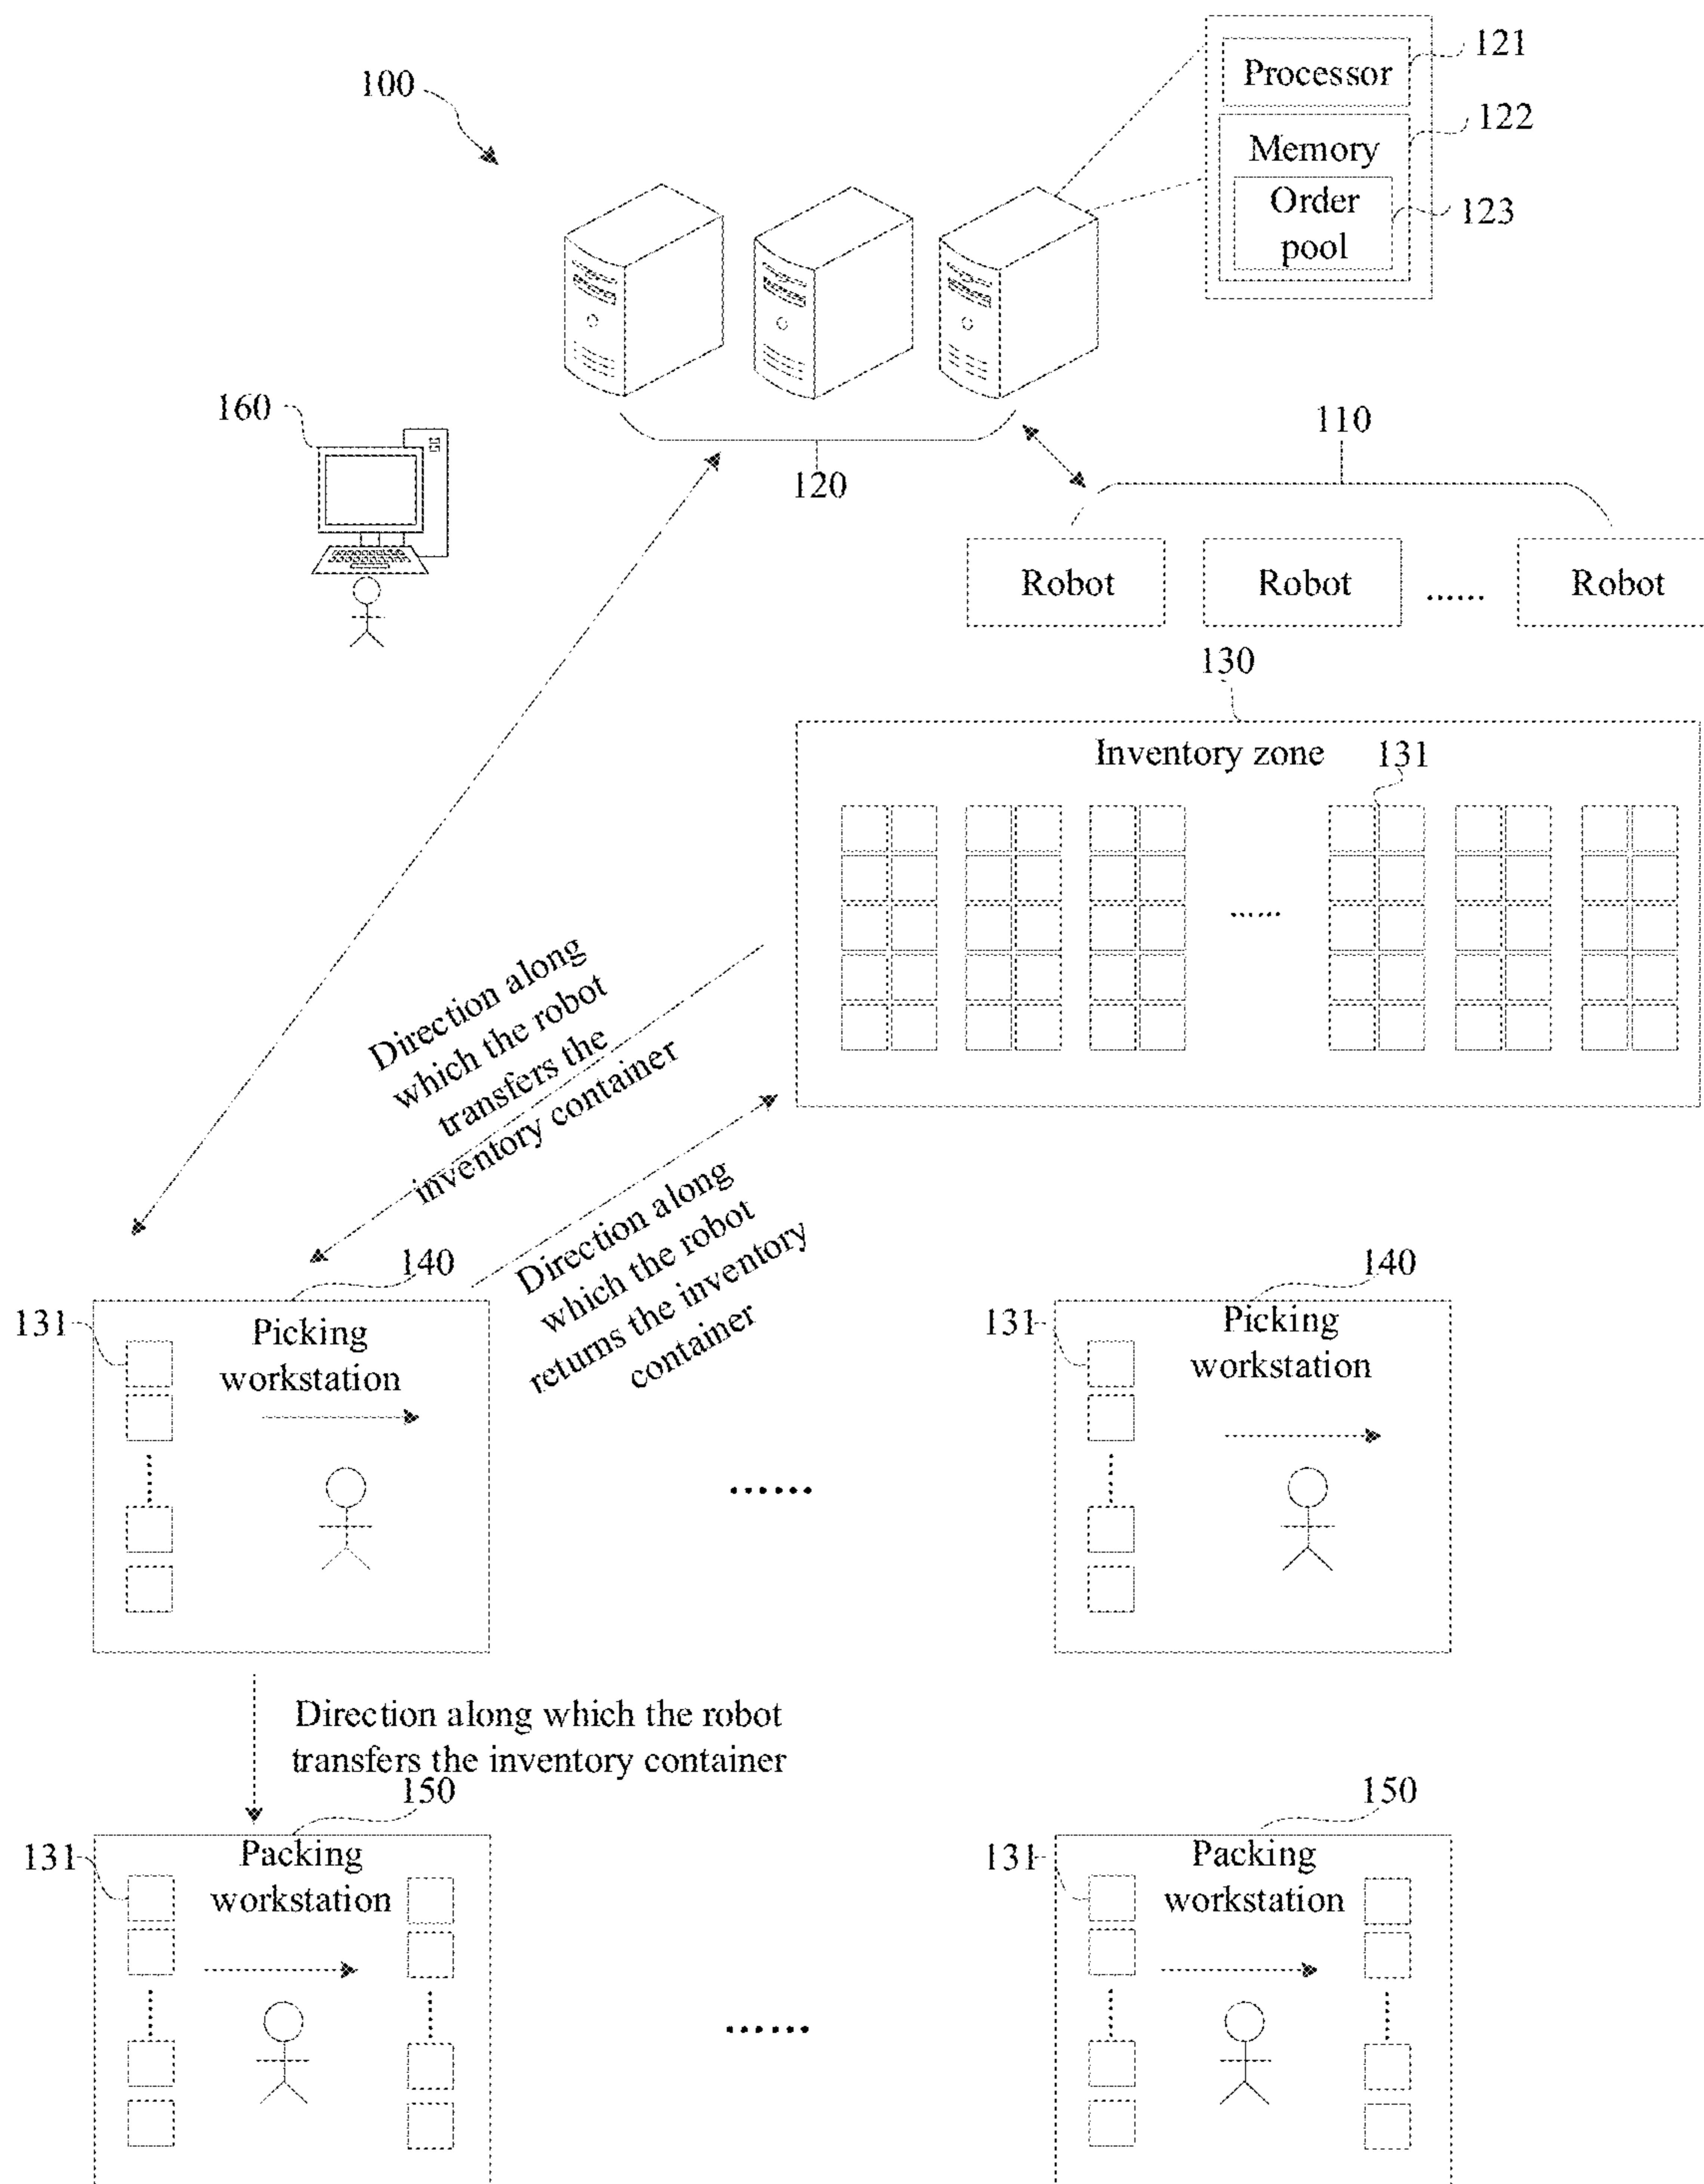 121
Processor
100
122
Memory
Order
123
pool
160
110
120
Robot
Robot
......
Robot
130
Inventory zone
131
......
Direction along
which the robot
transfers the
inventory container
Direction along
which the robot
returns the inventory
container
140
131
Picking
workstation
140
131
Picking
workstation
......
Direction along which the robot
transfers the inventory container
150
131
Packing
workstation
150
131
Packing
workstation
......